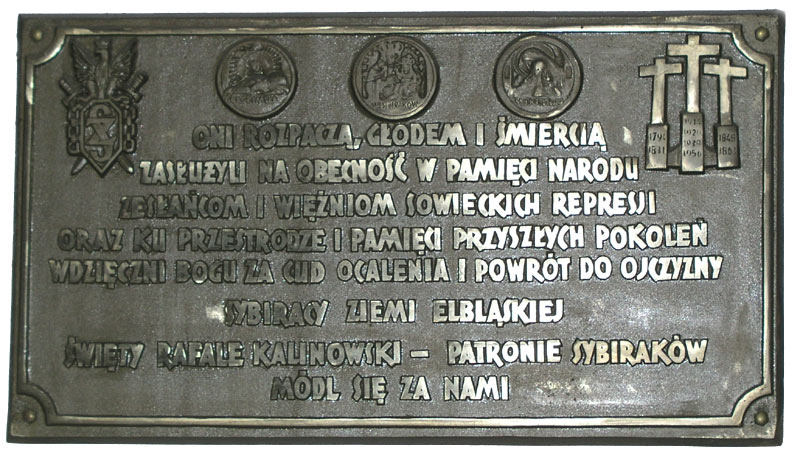 ONI ROZPACZĄ, GŁODEM I ŚMIERCIĄ
ZASŁUŻYLI NA OBECNOŚĆ W PAMIĘCI NARODU
ZESŁAŃCOM I WIĘŹNIOM SOWIECKICH REPRESJI
ORAZ KU PRZESTRODZE I PAMIĘCI PRZYSZŁYCH POKOLEŃ
WDZIĘCZNI BOGU ZA CUD OCALENIA I POWRÓT DO OJCZYZNY
SYBIRACY ZIEMI ELBLĄSKIEJ
ŚWIĘTY RAFALE KALINOWSKI – PATRONIE SYBIRAKÓW
MÓDL SIĘ ZA NAMI